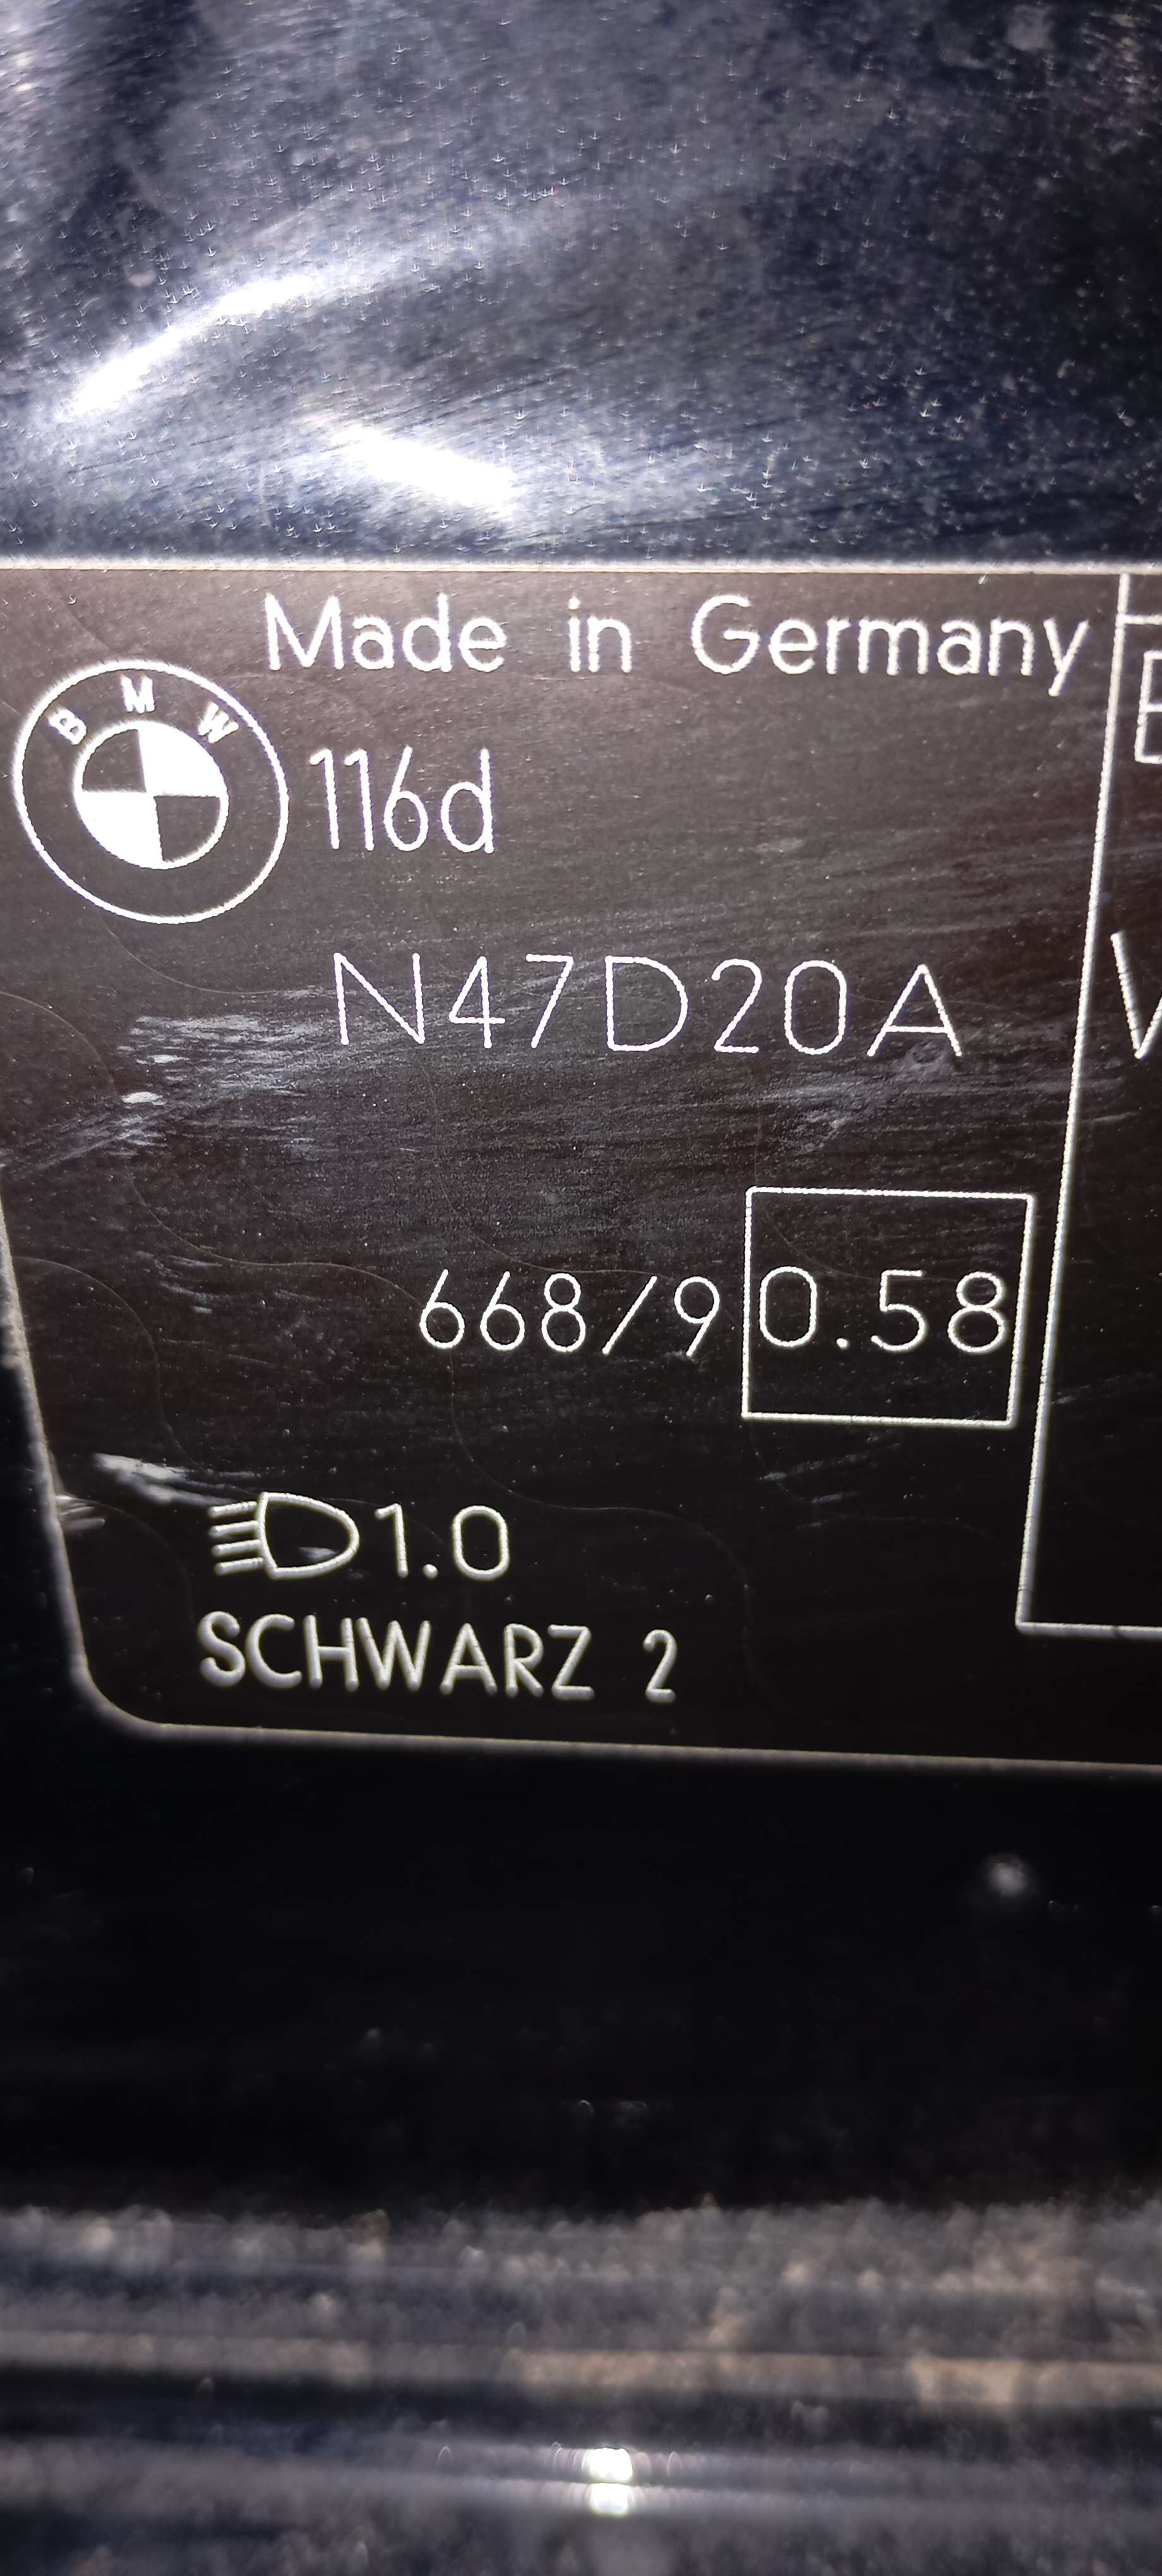 Made in Germany
BMW
116d
N47D20A
668/9 0.58
1.0
SCHWARZ 2